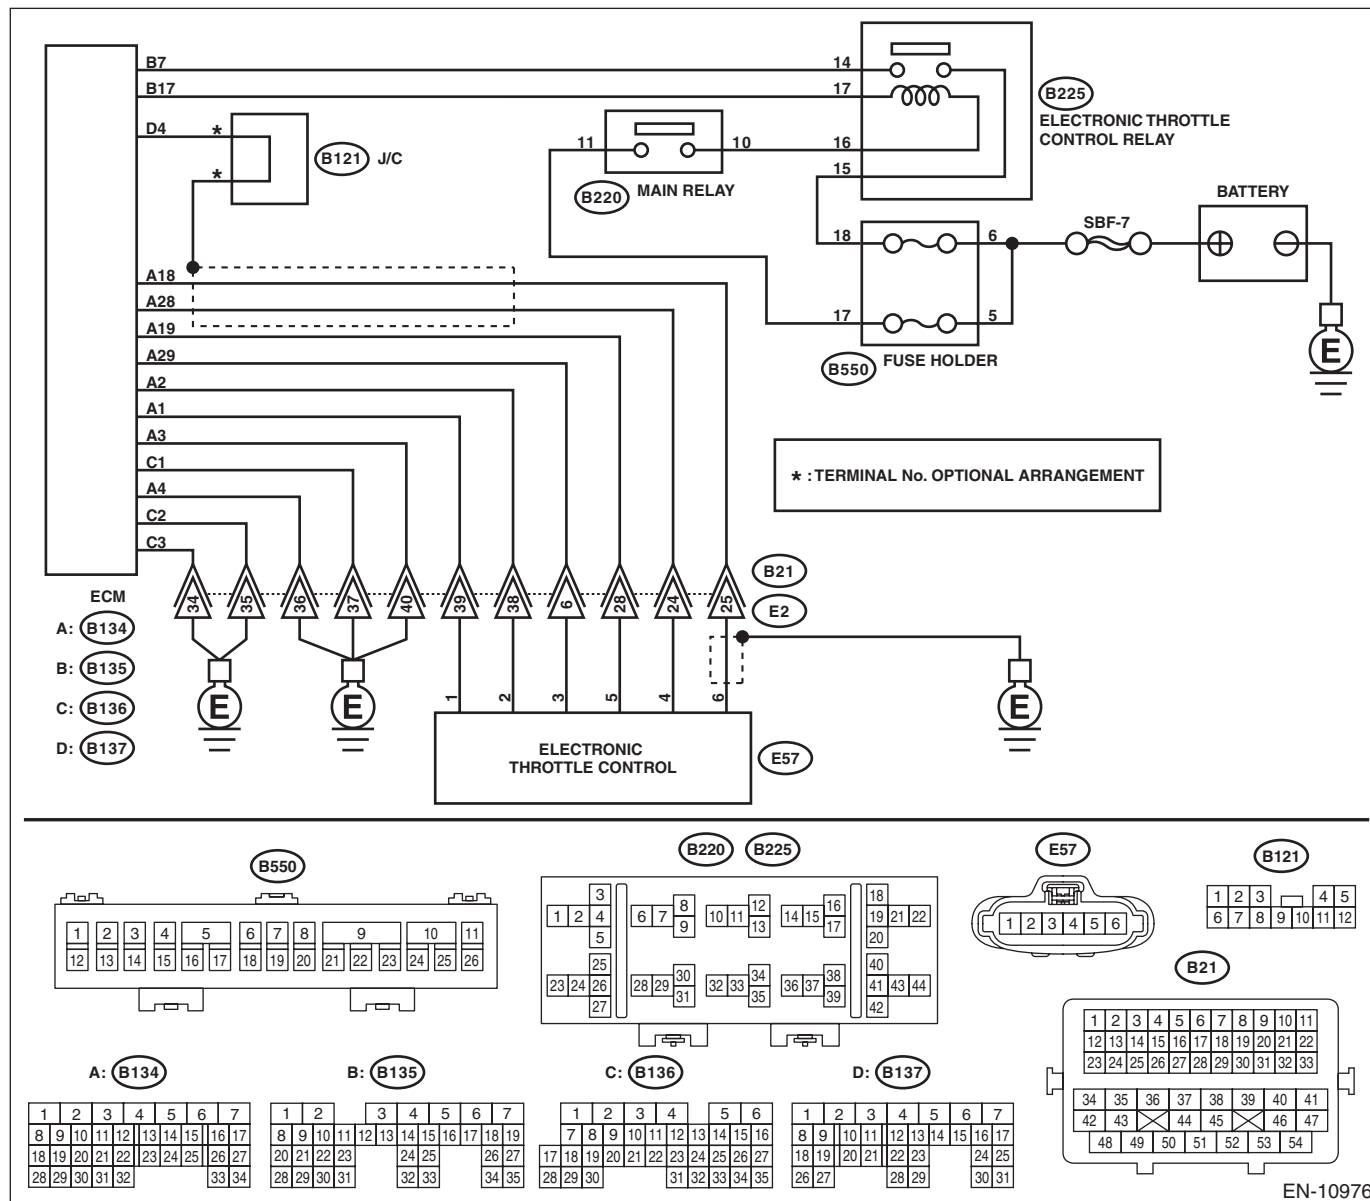 B7
B17
D4
*
*
B121 J/C
14
17
16
15
11
10
B220 MAIN RELAY
B225
ELECTRONIC THROTTLE
CONTROL RELAY
BATTERY
SBF-7
18
6
17
5
B550 FUSE HOLDER
E
A18
A28
A19
A29
A2
A1
A3
C1
A4
C2
C3
* : TERMINAL No. OPTIONAL ARRANGEMENT
ECM
A: B134
B: B135
C: B136
D: B137
34 35 36 37 40 39 38 6 28 24 25
B21
E2
E
E
E
1 2 3 5 4 6
ELECTRONIC
THROTTLE CONTROL
E57
B550
1 2 3 4 5 6 7 8 9 10 11
12 13 14 15 16 17 18 19 20 21 22 23 24 25 26
B220 B225
3 18
8 12 16
1 2 4 6 7 10 11 14 15 19 21 22
9 13 17
5 20
25 40
30 34 38
23 24 26 28 29 32 33 36 37 41 43 44
31 35 39
27 42
E57
1 2 3 4 5 6
B121
1 2 3 4 5
6 7 8 9 10 11 12
B21
1 2 3 4 5 6 7 8 9 10 11
12 13 14 15 16 17 18 19 20 21 22
23 24 25 26 27 28 29 30 31 32 33
34 35 36 37 38 39 40 41
42 43 44 45 46 47
48 49 50 51 52 53 54
A: B134
1 2 3 4 5 6 7
8 9 10 11 12 13 14 15 16 17
18 19 20 21 22 23 24 25 26 27
28 29 30 31 32 33 34
B: B135
1 2 3 4 5 6 7
8 9 10 11 12 13 14 15 16 17 18 19
20 21 22 23 24 25 26 27
28 29 30 31 32 33 34 35
C: B136
1 2 3 4 5 6
7 8 9 10 11 12 13 14 15 16
17 18 19 20 21 22 23 24 25 26 27
28 29 30 31 32 33 34 35
D: B137
1 2 3 4 5 6 7
8 9 10 11 12 13 14 15 16 17
18 19 20 21 22 23 24 25
26 27 28 29 30 31
EN-10976